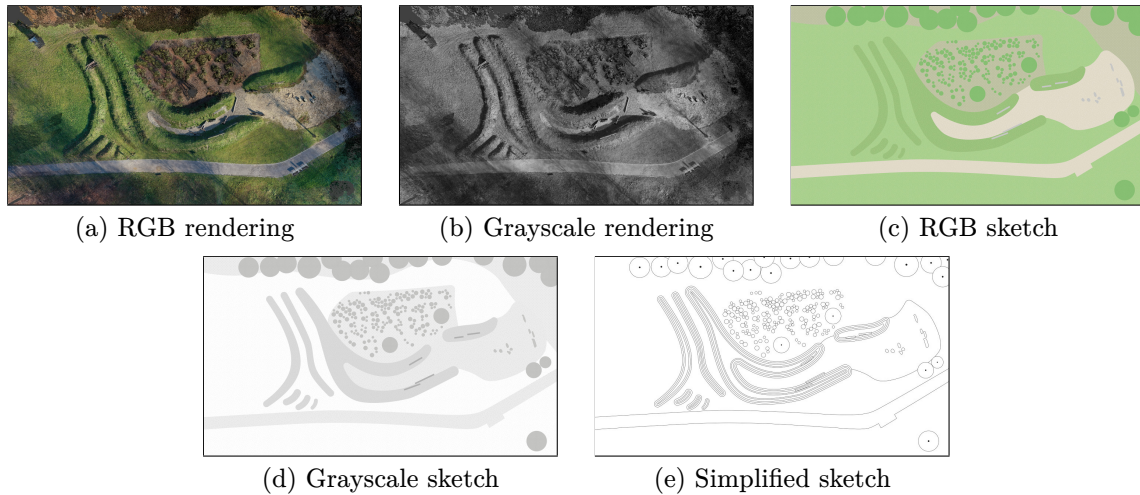 (a) RGB rendering
(b) Grayscale rendering
(c) RGB sketch
(d) Grayscale sketch
(e) Simplified sketch